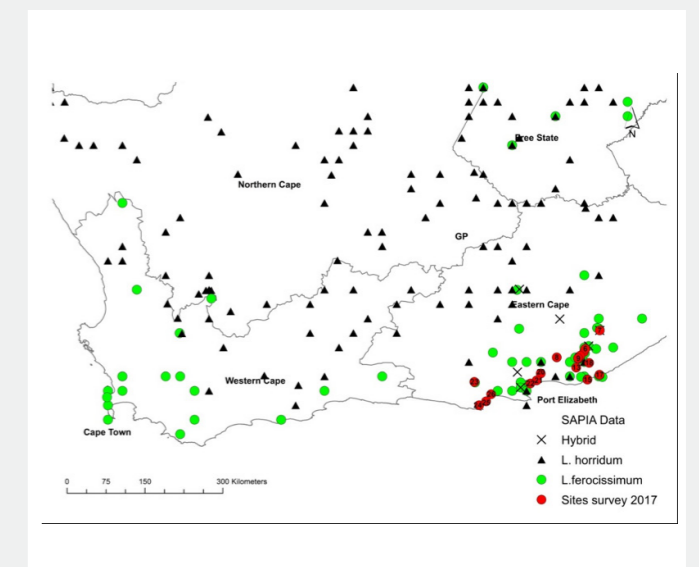 Free State
N
Northern Cape
GP
Eastern Cape
Western Cape
Port Elizabeth
Cape Town
SAPIA Data
Hybrid
L. horridum
L.ferocissimum
Sites survey 2017
0 75 150 300 Kilometers